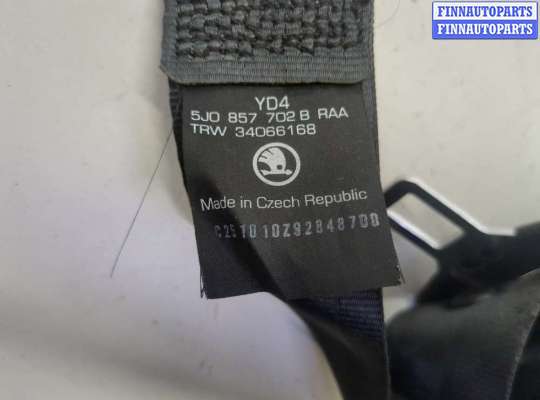 FINNAUTOPARTS
FINNAUTOPARTS
YD4
5J0 857 702 B RAA
TRW 34066168
Made in Czech Republic